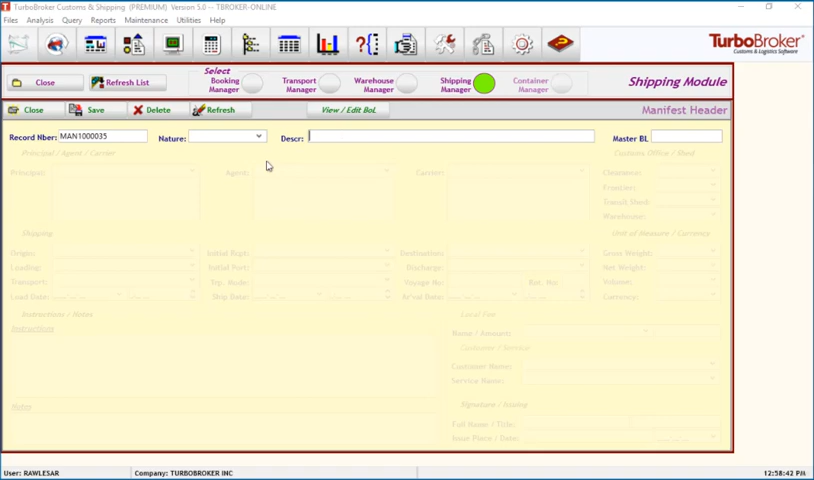 TurboBroker Customs & Shipping (PREMIUM) Version 5.0 -- TBROKER-ONLINE
Files Analysis Query Reports Maintenance Utilities Help
TurboBroker
Customs & Logistics Software
Select
Close Refresh List Booking Manager Transport Manager Warehouse Manager Shipping Manager Container Manager Shipping Module
Close Save Delete Refresh View / Edit BoL Manifest Header
Record Nber: MAN1000035 Nature: Descr: Master BL
Principal / Agent / Carrier Customs Office / Shed
Principal: Agent: Carrier: Clearance:
Frontier:
Transit Shed:
Warehouse:
Shipping Unit of Measure / Currency
Origin: Initial Rcpt: Destination: Gross Weight:
Loading: Initial Port: Discharge: Net Weight:
Transport: Trp. Mode: Voyage No: Rot. No: Volume:
Load Date: Ship Date: Arival Date: Currency:
Instructions / Notes Local Fee
Instructions Name / Amount:
Consumer / Service
Customer Name:
Service Name:
Signature / Issuing
Notes
Full Name / Title:
Issue Place / Date:
User: RAWLESAR Company: TURBOBROKER INC 12:58:42 PM